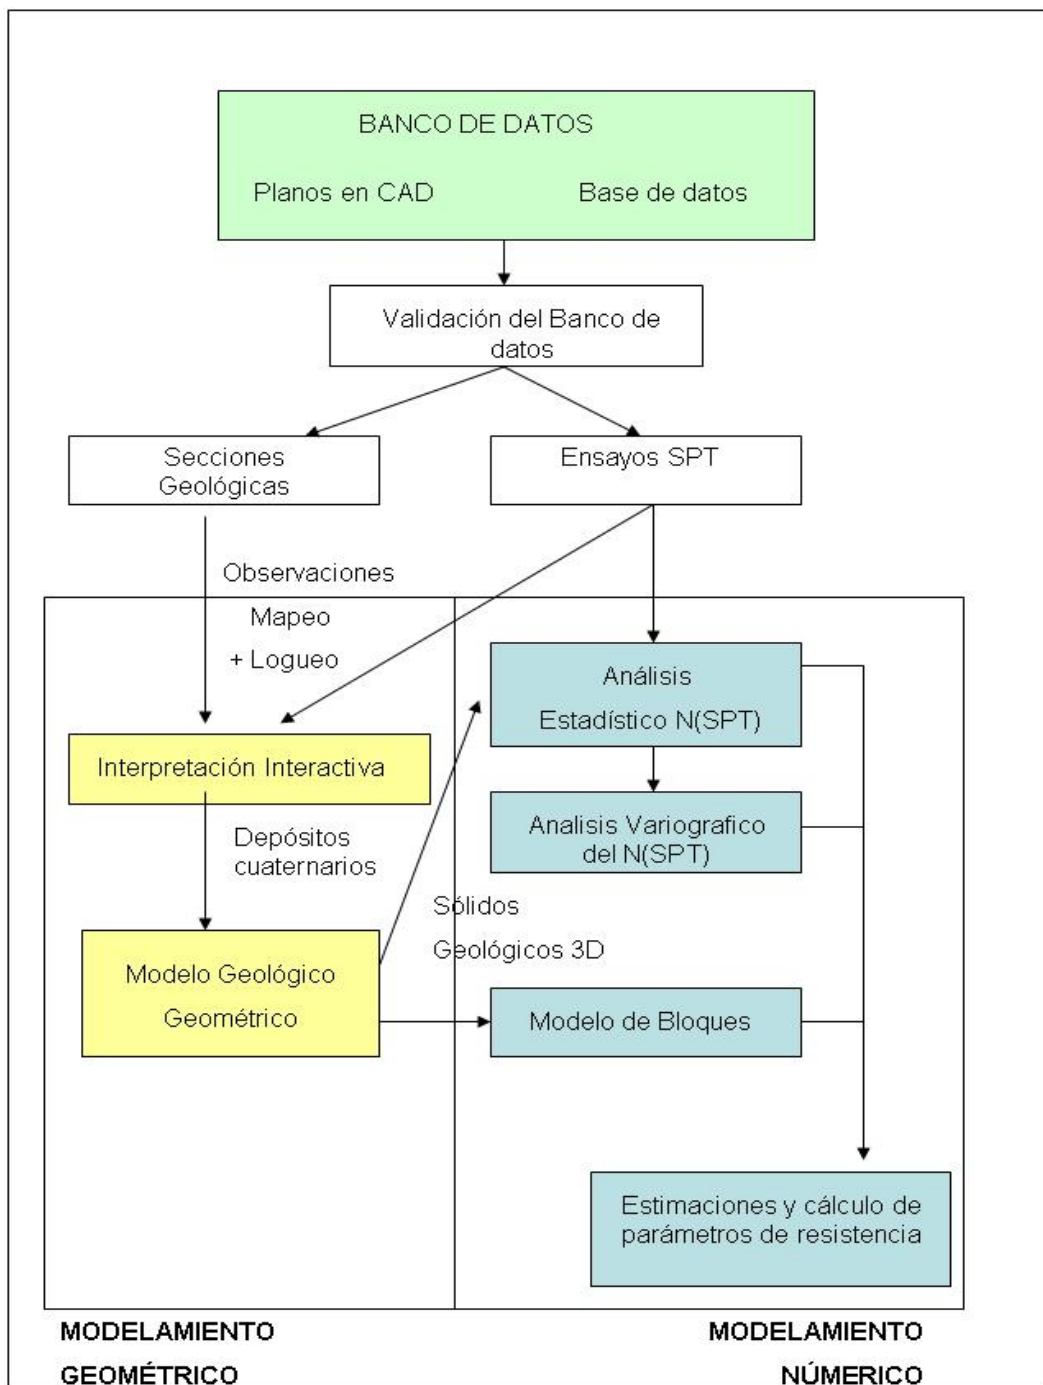 BANCO DE DATOS
Planos en CAD
Base de datos
Validación del Banco de
datos
Secciones
Geológicas
Ensayos SPT
Observaciones
Mapeo
+ Logueo
Análisis
Estadístico N(SPT)
Interpretación Interactiva
Analisis Variografico
del N(SPT)
Depósitos
cuaternarios
Sólidos
Geológicos 3D
Modelo Geológico
Geométrico
Modelo de Bloques
Estimaciones y cálculo de
parámetros de resistencia
MODELAMIENTO
GEOMÉTRICO
MODELAMIENTO
NÚMERICO